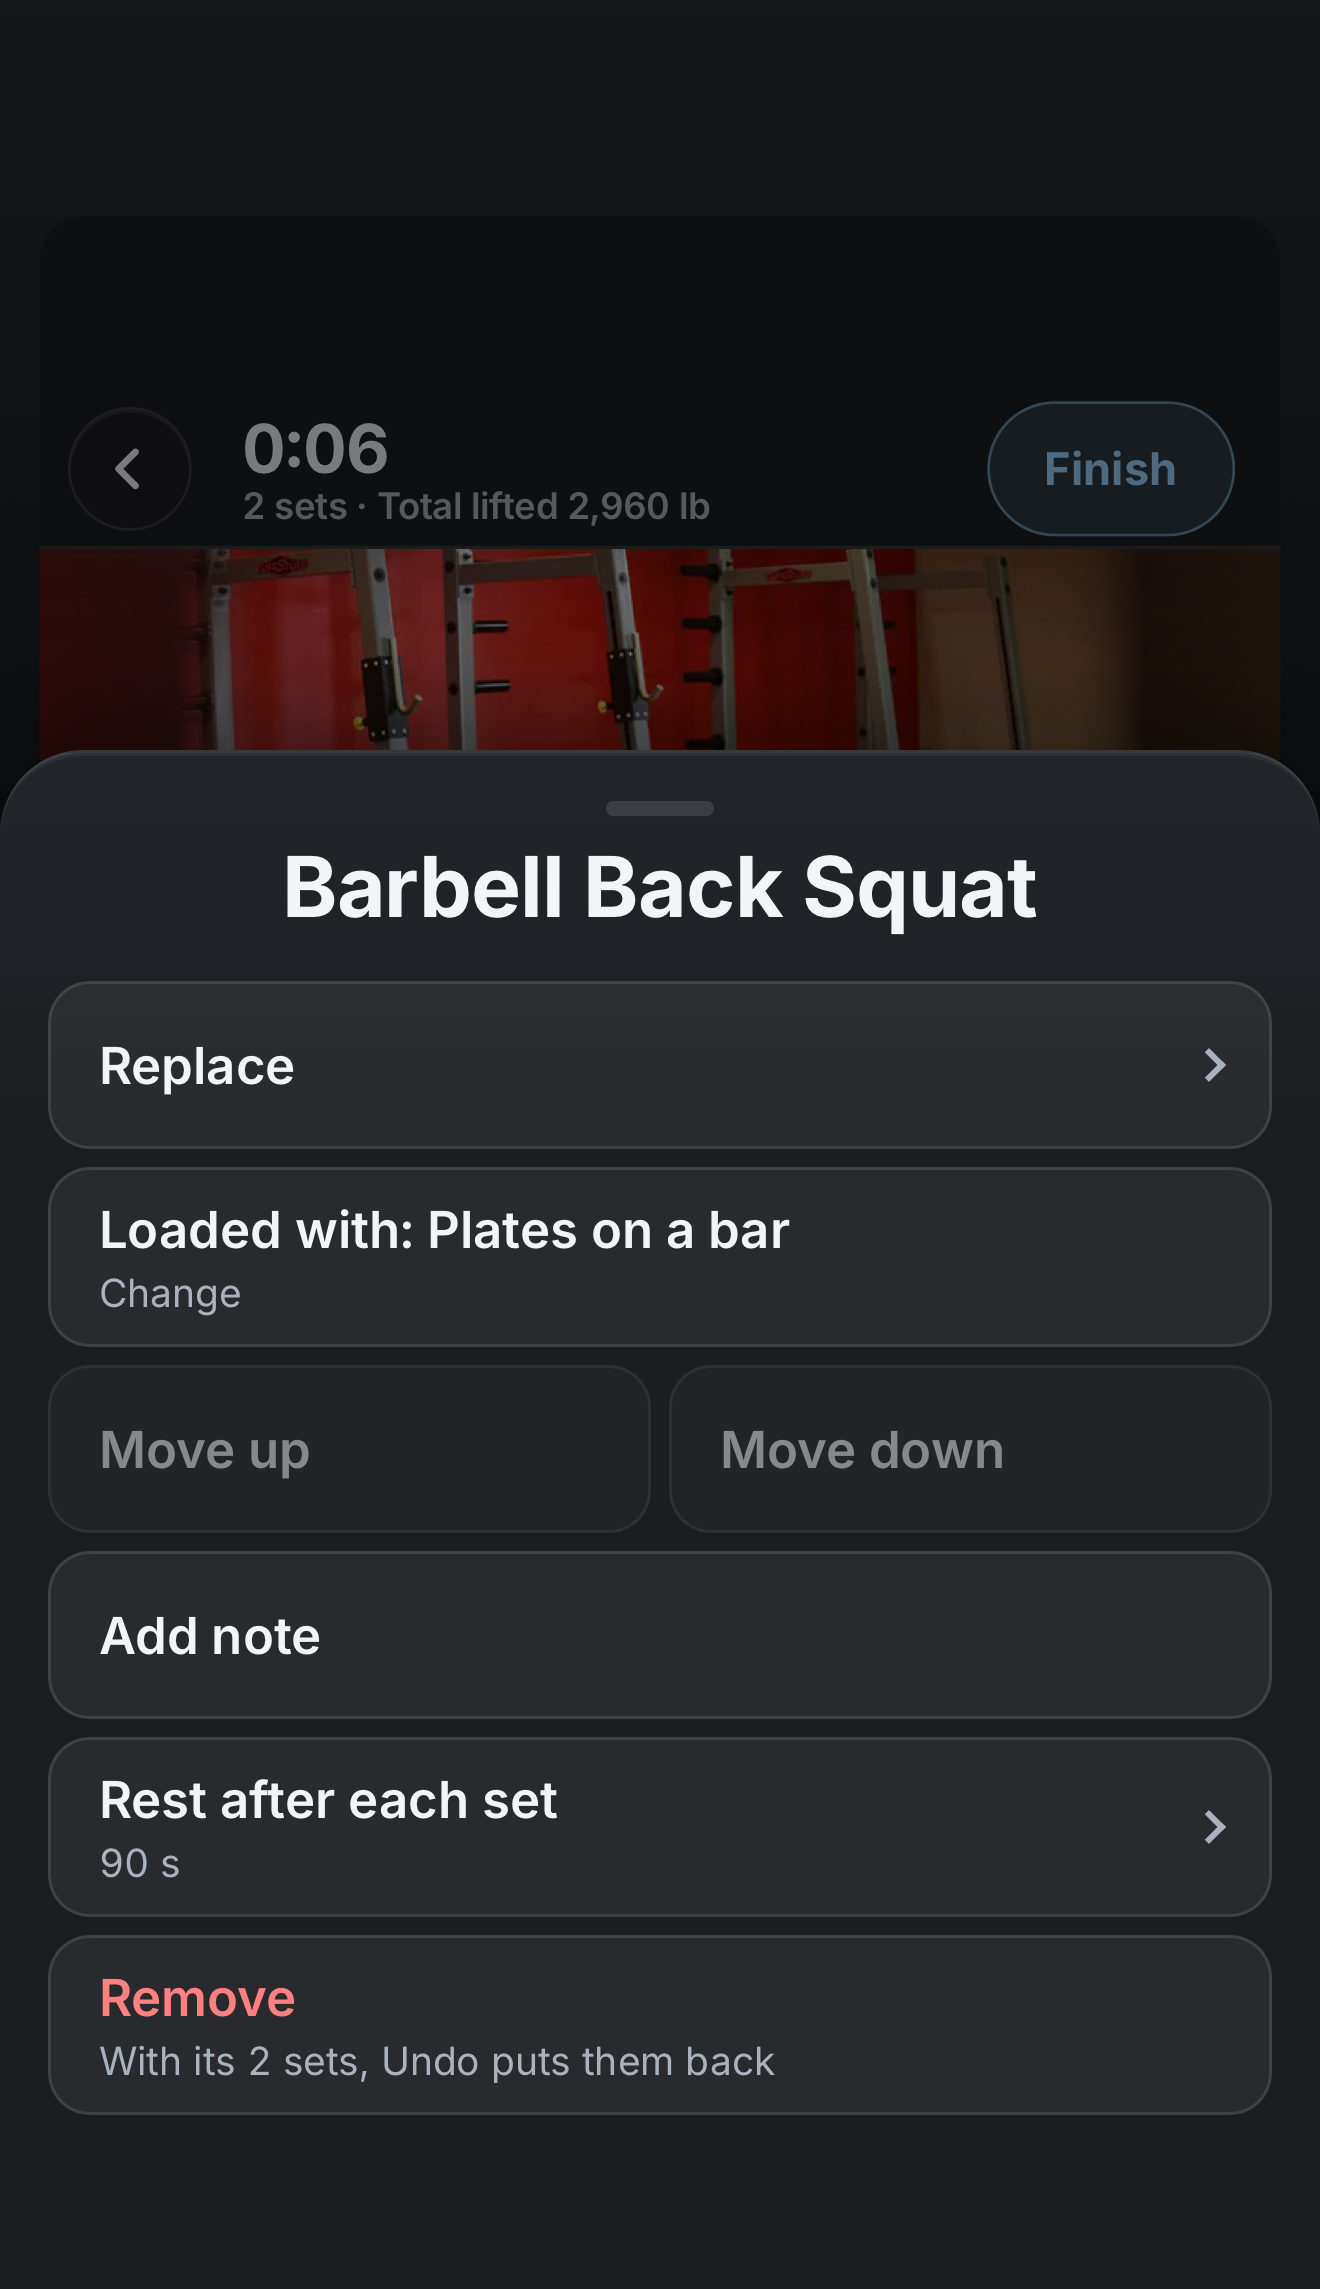 0:06
2 sets · Total lifted 2,960 lb
Finish
Barbell Back Squat
Replace
Loaded with: Plates on a bar
Change
Move up
Move down
Add note
Rest after each set
90 s
Remove
With its 2 sets, Undo puts them back